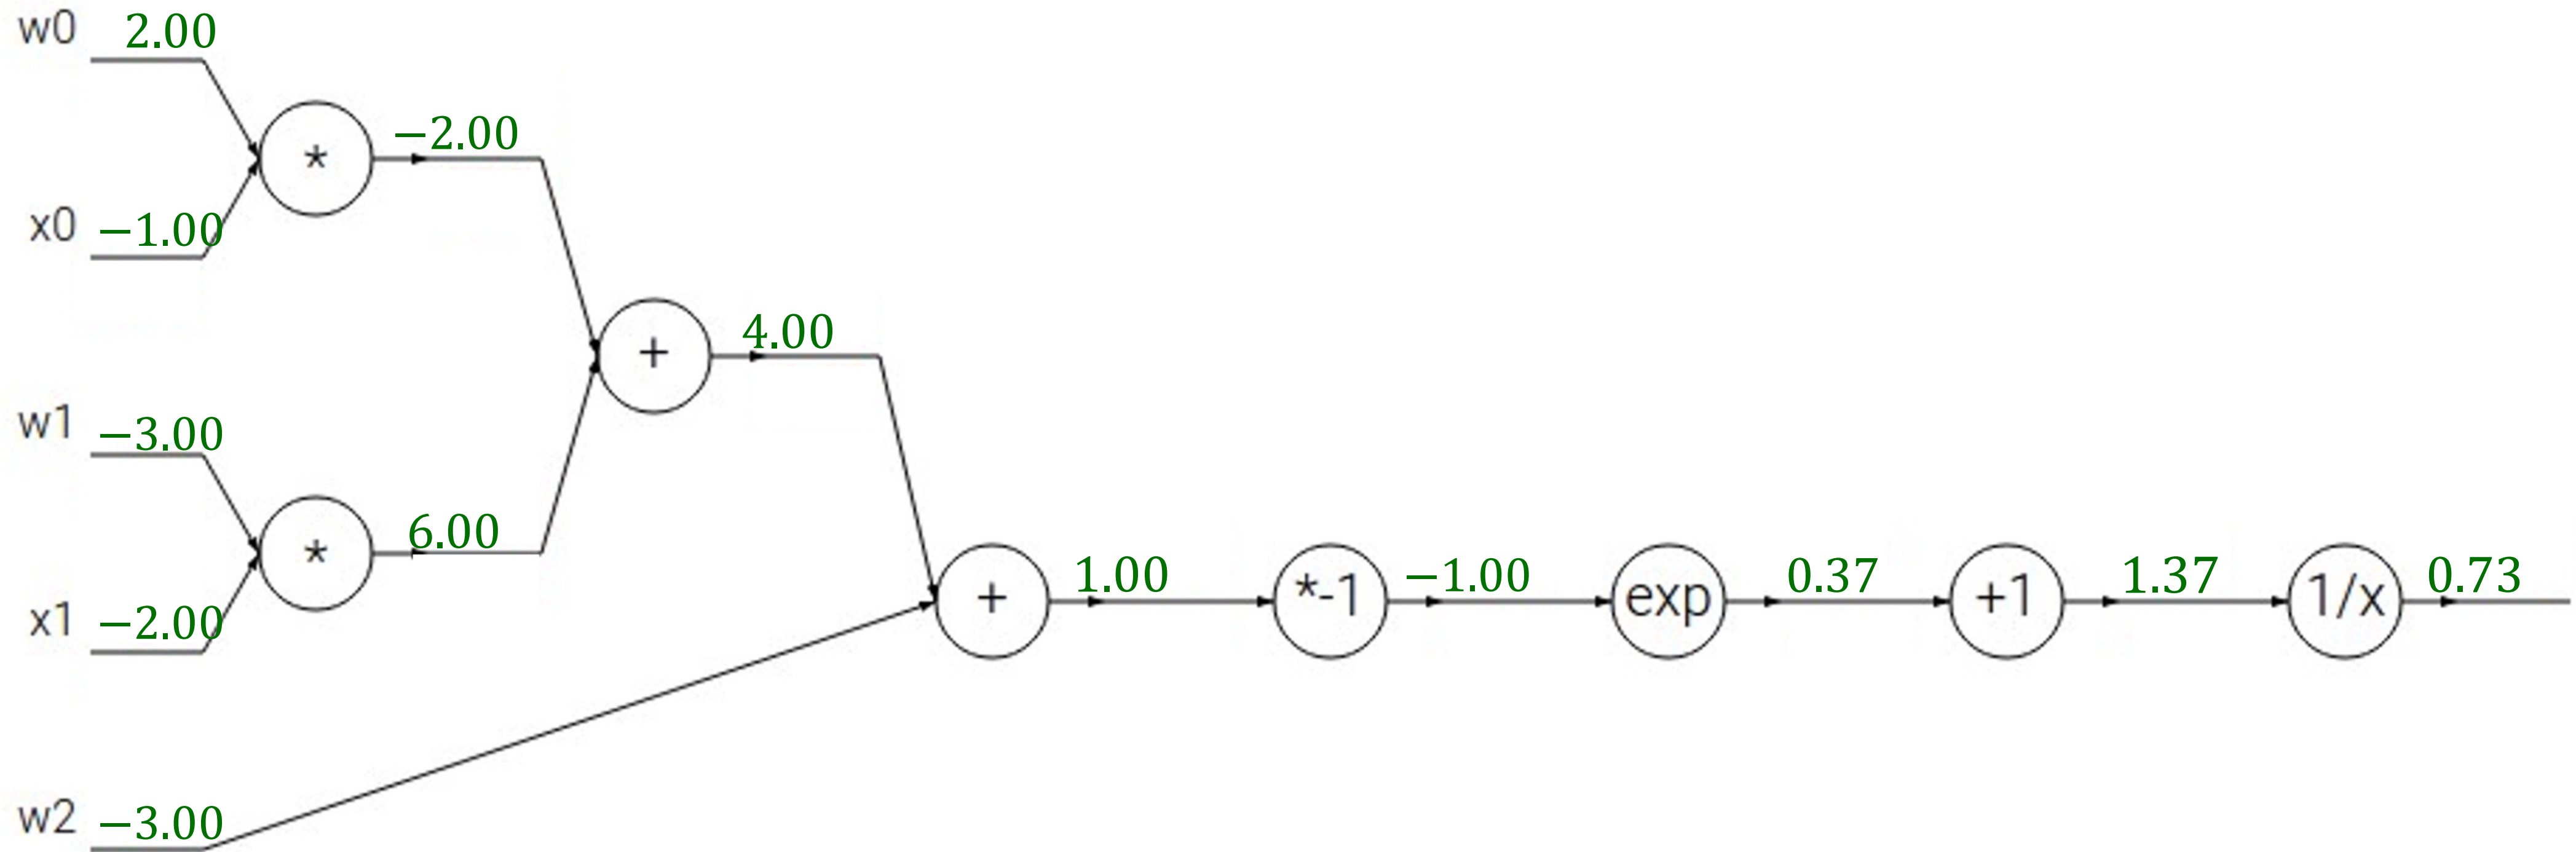 w0 2.00
* −2.00
x0 −1.00
+ 4.00
w1 −3.00
* 6.00
x1 −2.00
+ 1.00 *-1 −1.00 exp 0.37 +1 1.37 1/x 0.73
w2 −3.00